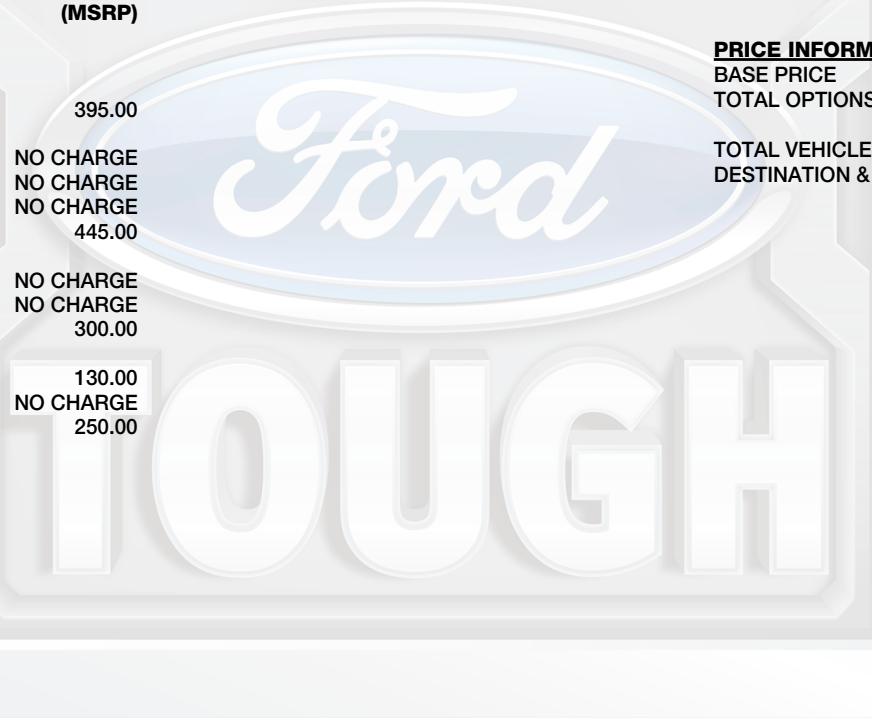 (MSRP)
395.00
NO CHARGE
NO CHARGE
NO CHARGE
445.00
NO CHARGE
NO CHARGE
300.00
130.00
NO CHARGE
250.00
PRICE INFORM
BASE PRICE
TOTAL OPTIONS
TOTAL VEHICLE
DESTINATION &
Ford
TOUGH